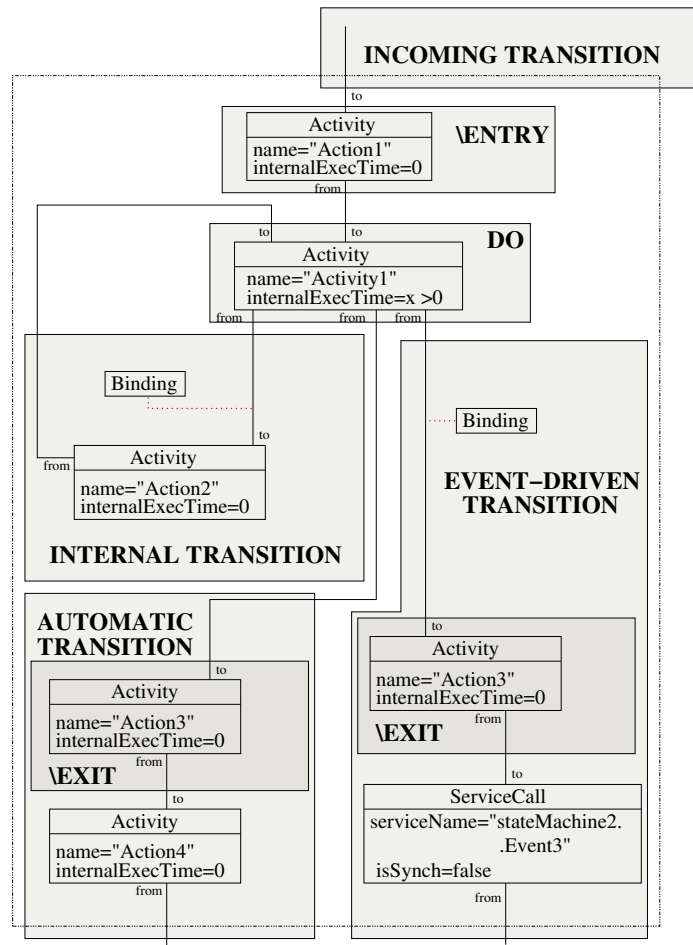 INCOMING TRANSITION
to
Activity
\ENTRY
name="Action1"
internalExecTime=0
from
to
to
DO
Activity
name="Activity1"
internalExecTime=x >0
from
from
from
Binding
Binding
to
from
Activity
name="Action2"
internalExecTime=0
EVENT–DRIVEN
TRANSITION
INTERNAL TRANSITION
AUTOMATIC
TRANSITION
to
to
Activity
name="Action3"
internalExecTime=0
from
\EXIT
Activity
name="Action3"
internalExecTime=0
from
\EXIT
to
Activity
name="Action4"
internalExecTime=0
from
to
ServiceCall
serviceName="stateMachine2.
.Event3"
isSynch=false
from